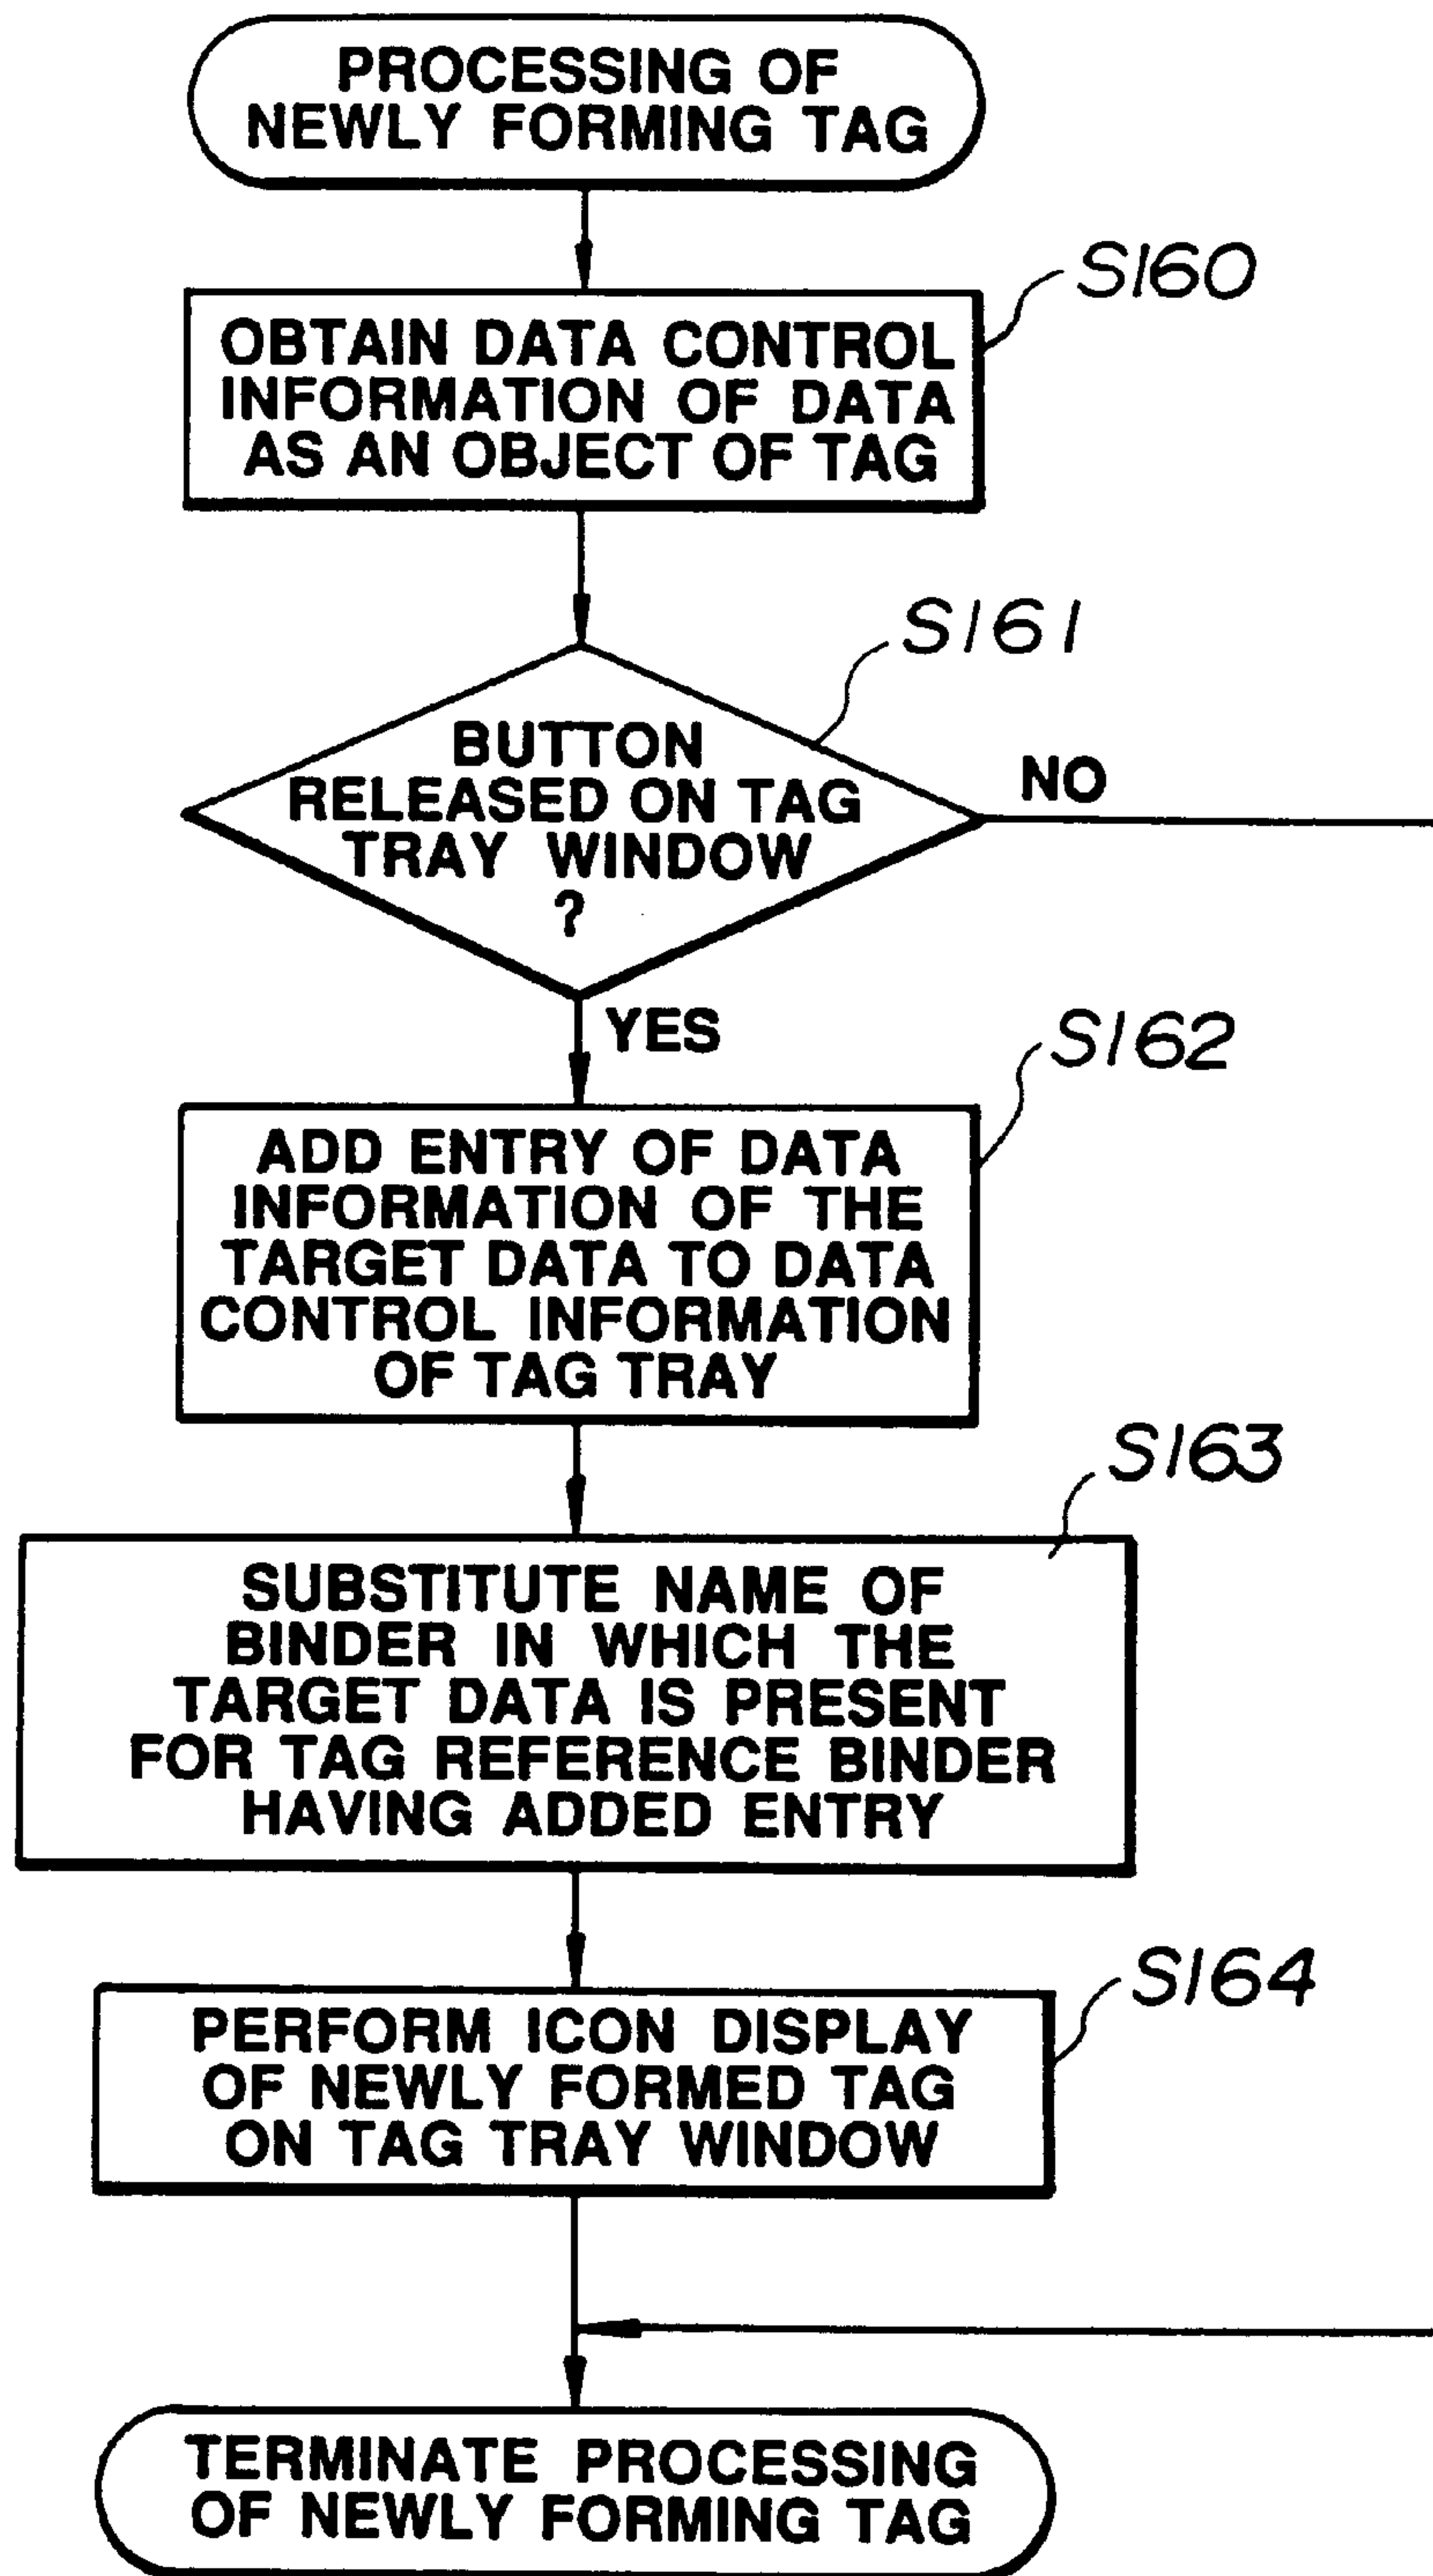 PROCESSING OF
NEWLY FORMING TAG
S160
OBTAIN DATA CONTROL
INFORMATION OF DATA
AS AN OBJECT OF TAG
S161
BUTTON
RELEASED ON TAG
TRAY WINDOW
?
NO
YES
S162
ADD ENTRY OF DATA
INFORMATION OF THE
TARGET DATA TO DATA
CONTROL INFORMATION
OF TAG TRAY
S163
SUBSTITUTE NAME OF
BINDER IN WHICH THE
TARGET DATA IS PRESENT
FOR TAG REFERENCE BINDER
HAVING ADDED ENTRY
S164
PERFORM ICON DISPLAY
OF NEWLY FORMED TAG
ON TAG TRAY WINDOW
TERMINATE PROCESSING
OF NEWLY FORMING TAG